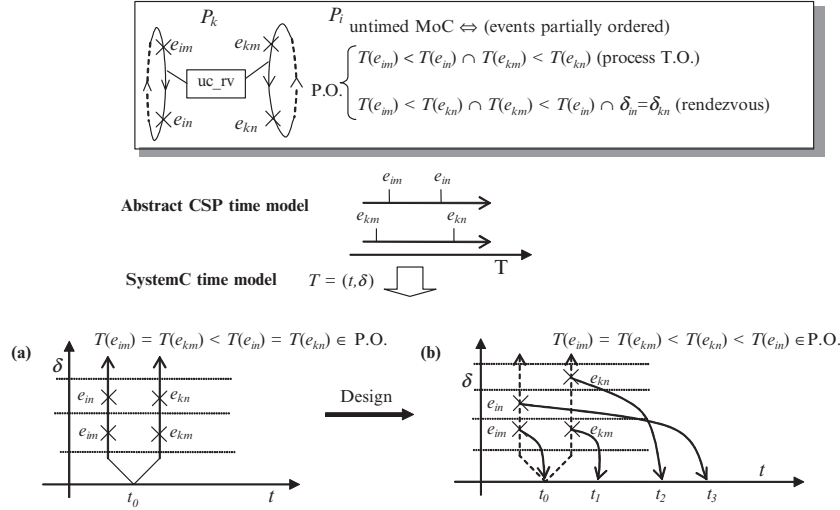 P_k P_i
untimed MoC ⇔ (events partially ordered)
e_im e_km
uc_rv
e_in e_kn
P.O.
T(e_im) < T(e_in) ∩ T(e_km) < T(e_kn) (process T.O.)
T(e_im) < T(e_kn) ∩ T(e_km) < T(e_in) ∩ δ_in=δ_kn (rendezvous)
Abstract CSP time model
e_im e_in
e_km e_kn
T
SystemC time model T = (t,δ)
(a) T(e_im) = T(e_km) < T(e_in) = T(e_kn) ∈ P.O.
δ
e_in e_kn
e_im e_km
t_0 t
Design
(b) T(e_im) = T(e_km) < T(e_kn) < T(e_in) ∈ P.O.
δ
e_kn
e_in
e_im e_km
t
t_0 t_1 t_2 t_3